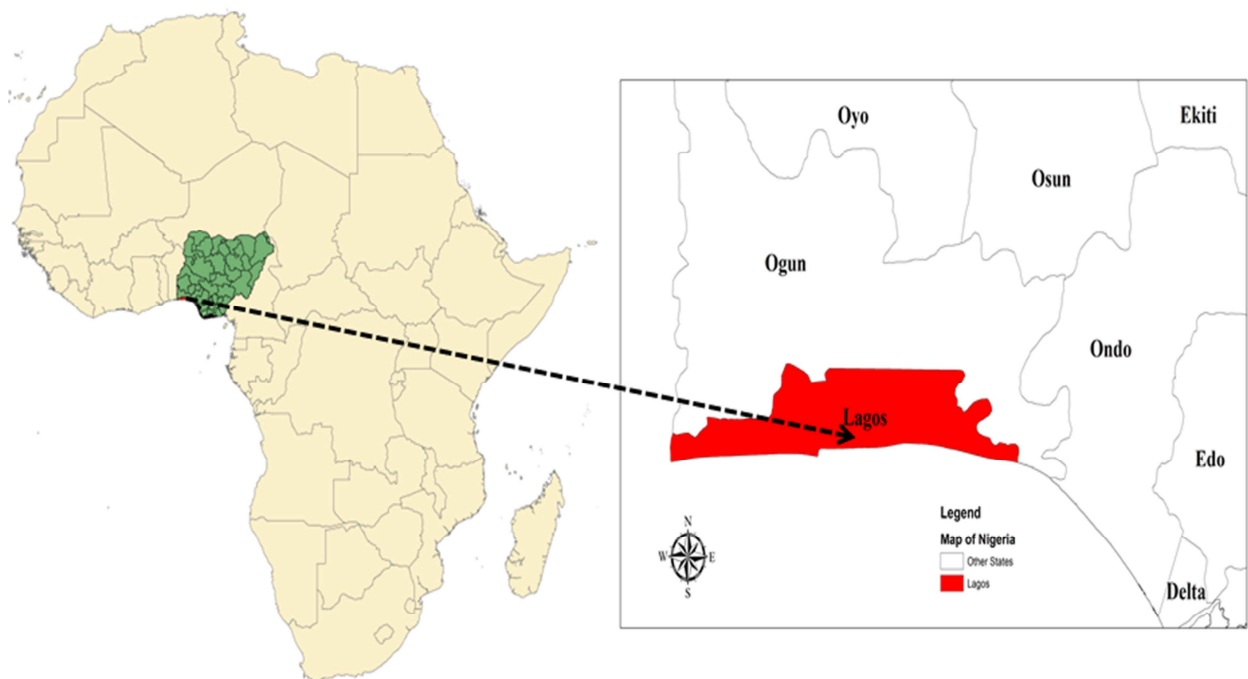 Oyo
Ekiti
Osun
Ogun
Ondo
Lagos
Edo
Legend
Map of Nigeria
Other States
Lagos
N
W E
S
Delta